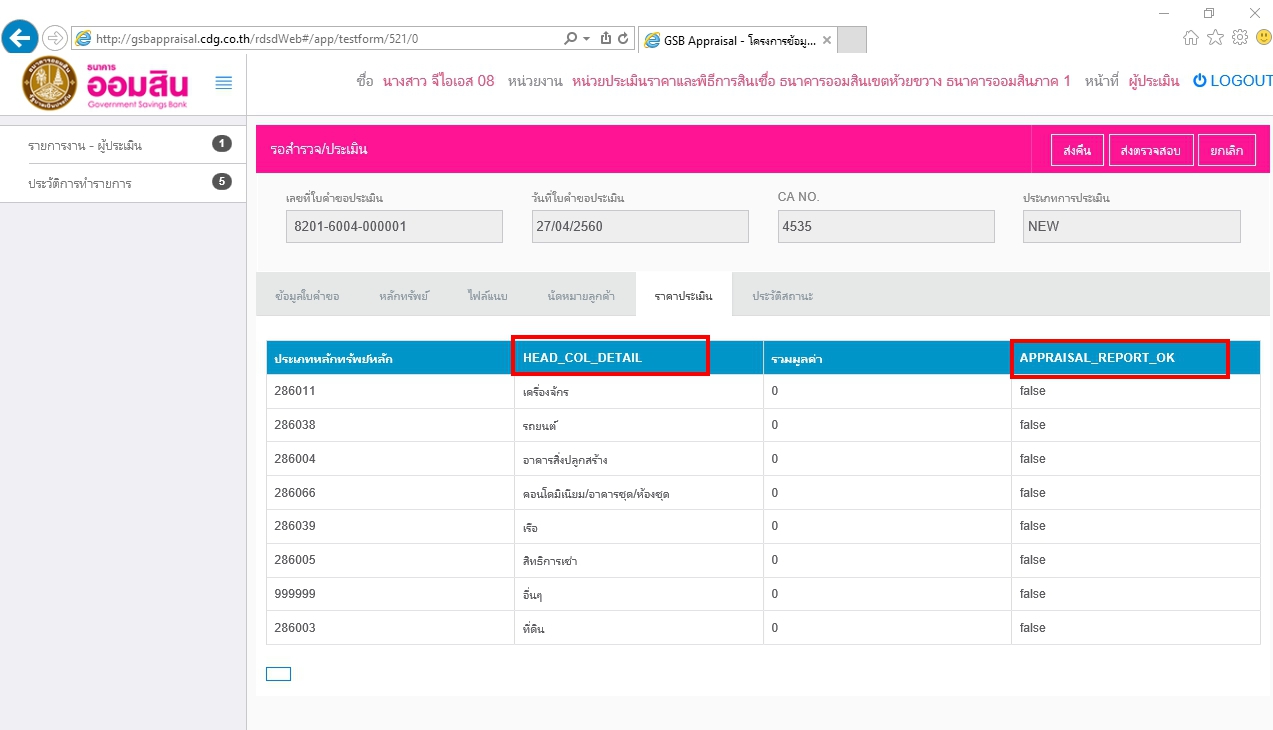 http://gsbappraisal.cdg.co.th/rdsdWeb#/app/testform/521/0
GSB Appraisal - โครงการข้อมู...
ธนาคาร
ออมสิน
Government Savings Bank
ชื่อ นางสาว จีไอเอส 08 หน่วยงาน หน่วยประเมินราคาและพิธีการสินเชื่อ ธนาคารออมสินเขตห้วยขวาง ธนาคารออมสินภาค 1 หน้าที่ ผู้ประเมิน LOGOUT
รายการงาน - ผู้ประเมิน 1
ประวัติการทำรายการ 5
รอสำรวจ/ประเมิน
ส่งคืน ส่งตรวจสอบ ยกเลิก
เลขที่ใบคำขอประเมิน วันที่ใบคำขอประเมิน CA NO. ประเภทการประเมิน
8201-6004-000001 27/04/2560 4535 NEW
ข้อมูลใบคำขอ หลักทรัพย์ ไฟล์แนบ นัดหมายลูกค้า ราคาประเมิน ประวัติสถานะ
ประเภทหลักทรัพย์หลัก HEAD_COL_DETAIL รวมมูลค่า APPRAISAL_REPORT_OK
286011 เครื่องจักร 0 false
286038 รถยนต์ 0 false
286004 อาคารสิ่งปลูกสร้าง 0 false
286066 คอนโดมิเนียม/อาคารชุด/ห้องชุด 0 false
286039 เรือ 0 false
286005 สิทธิการเช่า 0 false
999999 อื่นๆ 0 false
286003 ที่ดิน 0 false